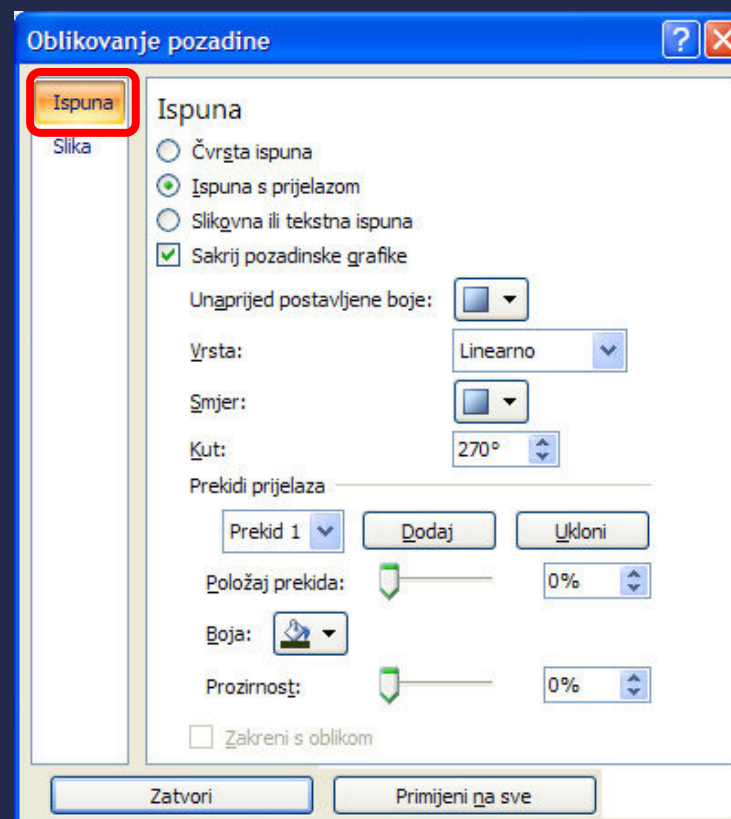 Oblikovanje pozadine
?
Ispuna
Slika
Ispuna
Čvrsta ispuna
Ispuna s prijelazom
Slikovna ili tekstna ispuna
Sakrij pozadinske grafike
Unaprijed postavljene boje:
Vrsta: Linearno
Smjer:
Kut: 270°
Prekidi prijelaza
Prekid 1 Dodaj Ukloni
Položaj prekida: 0%
Boja:
Prozirnost: 0%
Zakreni s oblikom
Zatvori Primijeni na sve